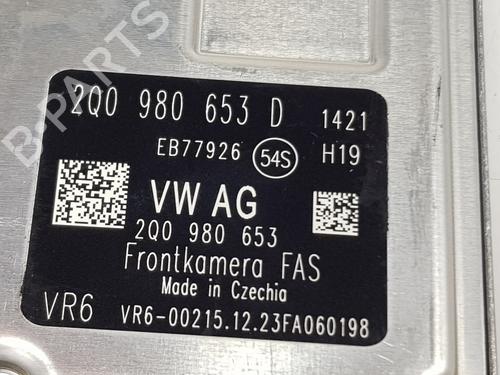 B-PARTS
2Q0 980 653 D 1421
EB77926 54S H19
VW AG
2Q0 980 653
Frontkamera FAS
Made in Czechia
VR6 VR6-00215.12.23FA060198